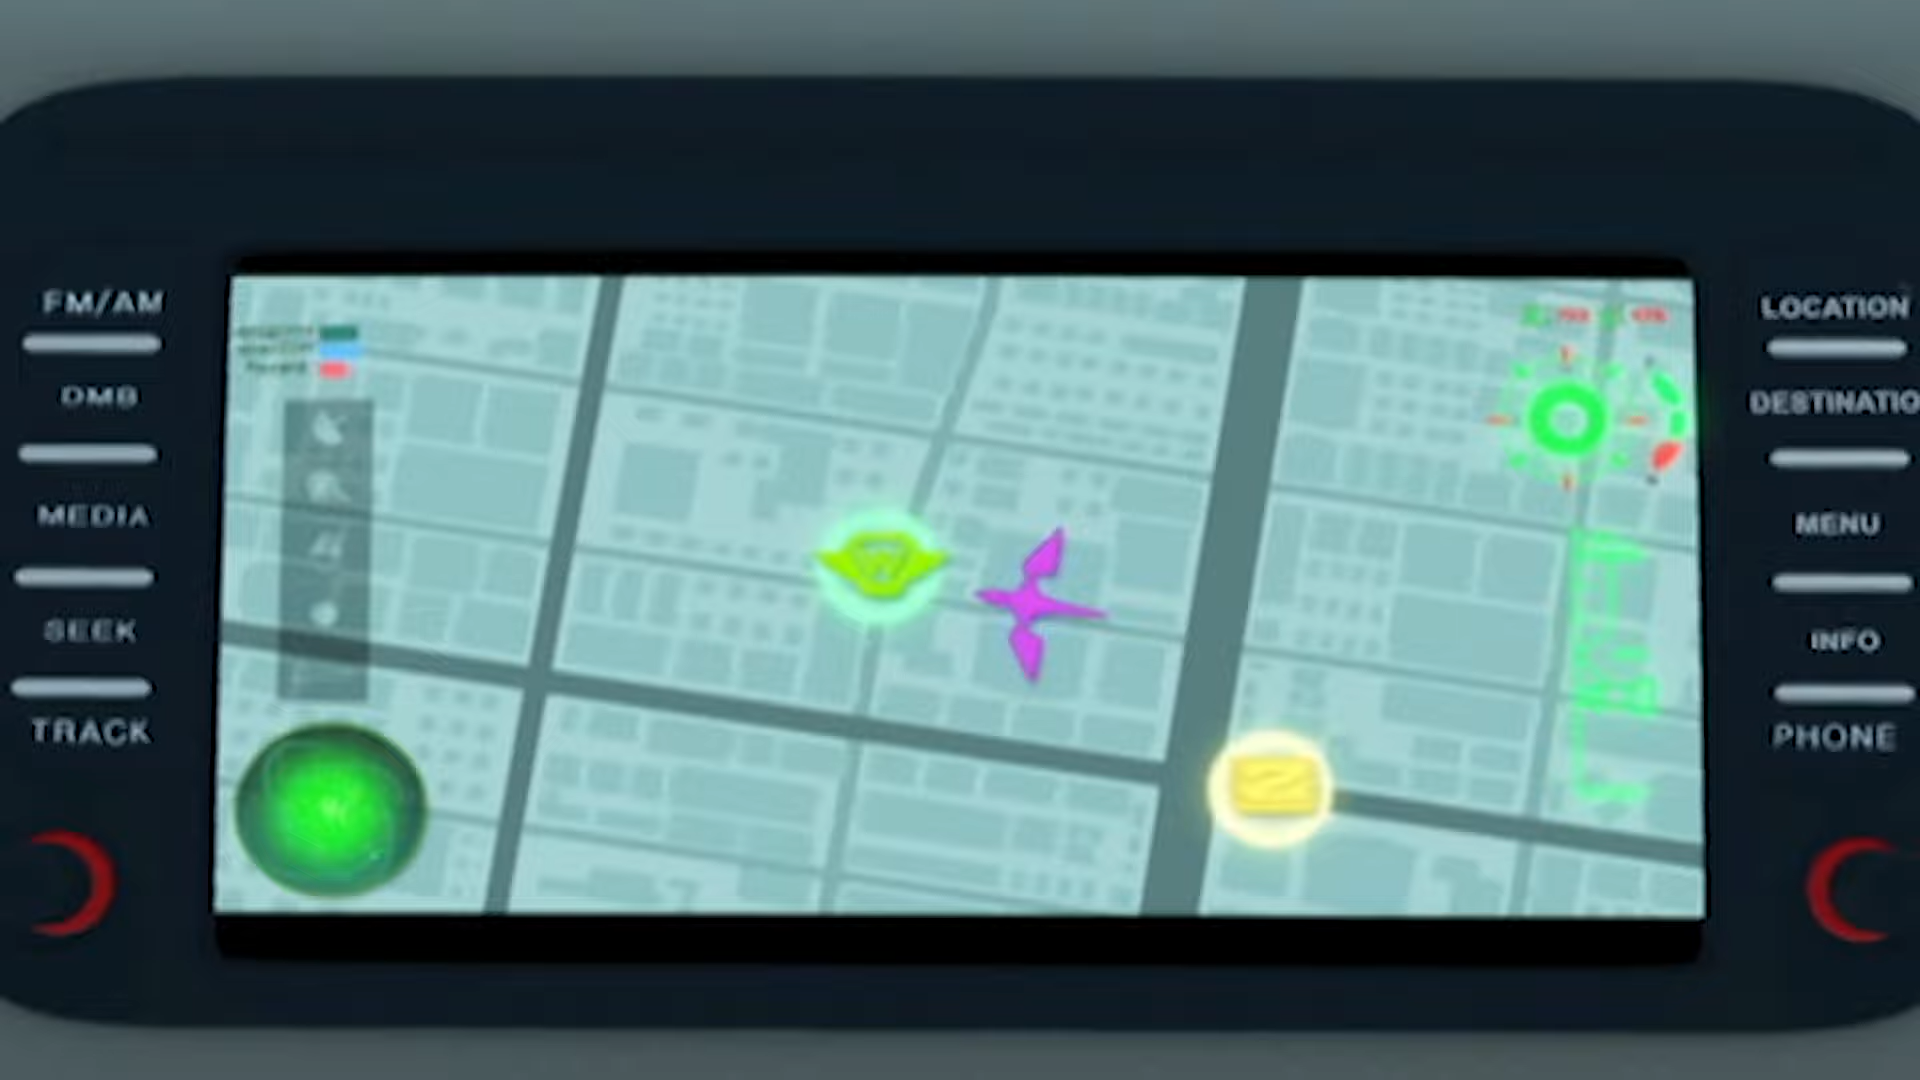 FM/AM
DMB
MEDIA
SEEK
TRACK
LOCATION
DESTINATIO
MENU
INFO
PHONE